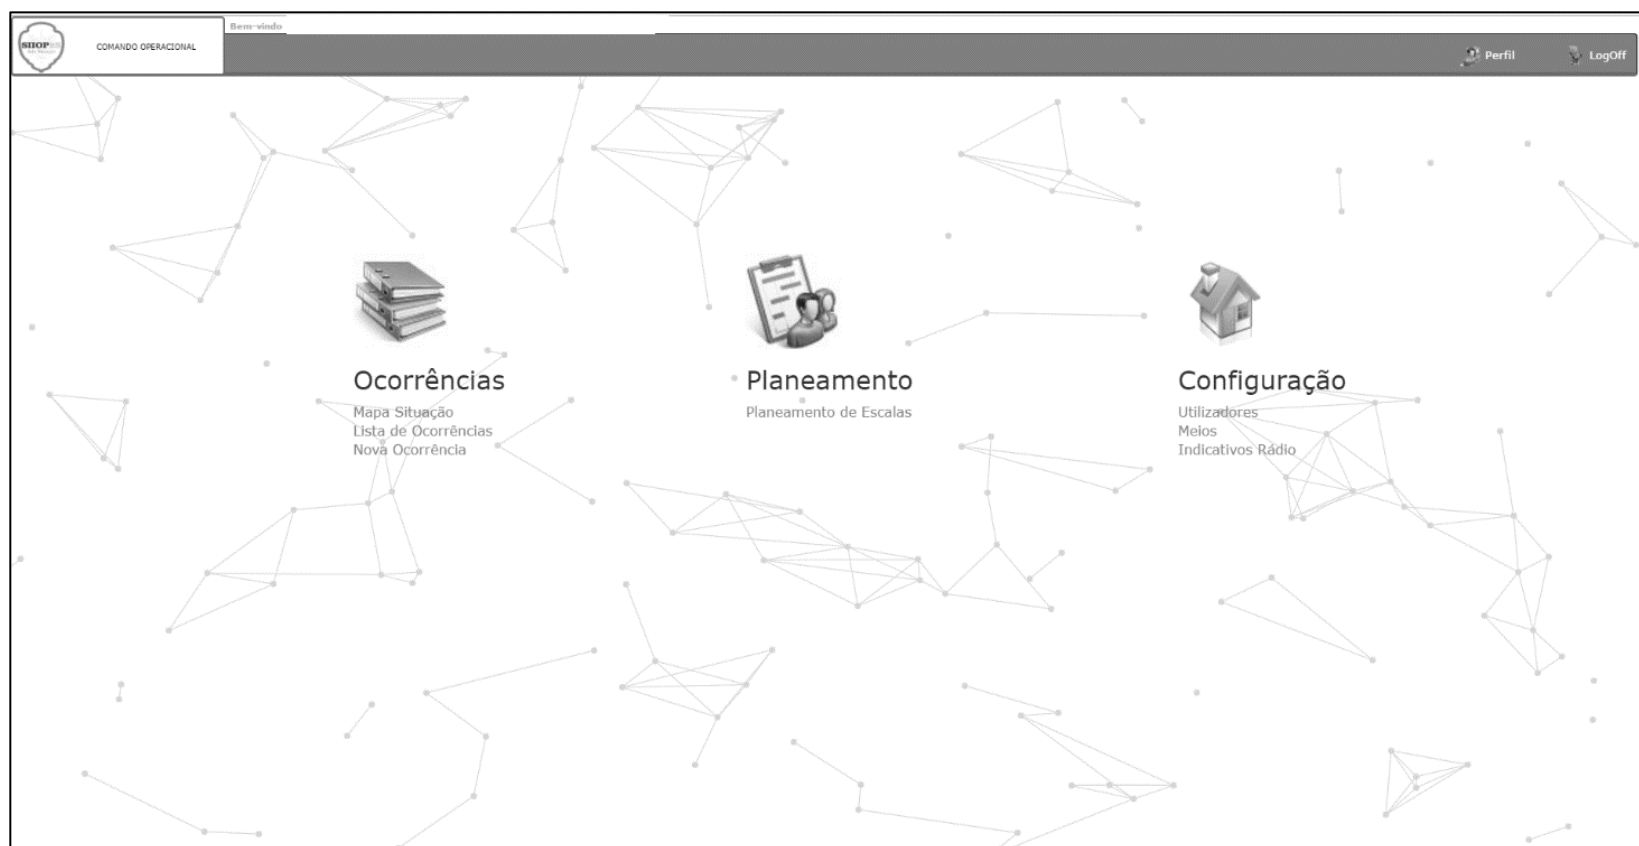 Bem-vindo
COMANDO OPERACIONAL
Perfil
LogOff
Ocorrências
Mapa Situação
Lista de Ocorrências
Nova Ocorrência
Planeamento
Planeamento de Escalas
Configuração
Utilizadores
Meios
Indicativos Rádio